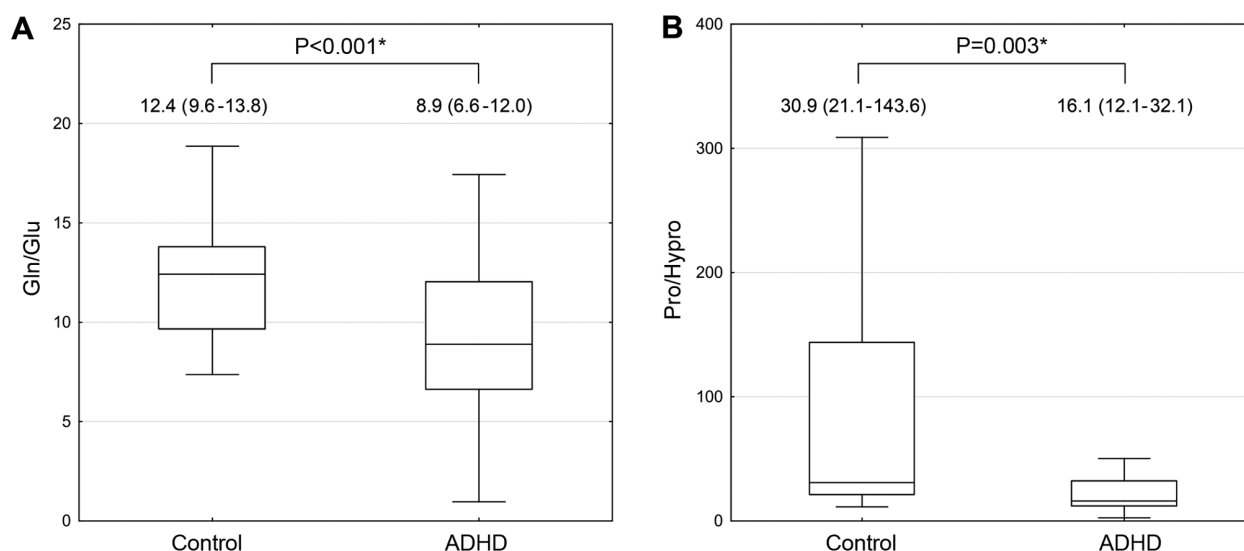 A
25
20
15
10
5
0
Gln/Glu
P<0.001*
12.4 (9.6-13.8)
8.9 (6.6-12.0)
Control
ADHD
B
400
300
200
100
0
Pro/Hypro
P=0.003*
30.9 (21.1-143.6)
16.1 (12.1-32.1)
Control
ADHD